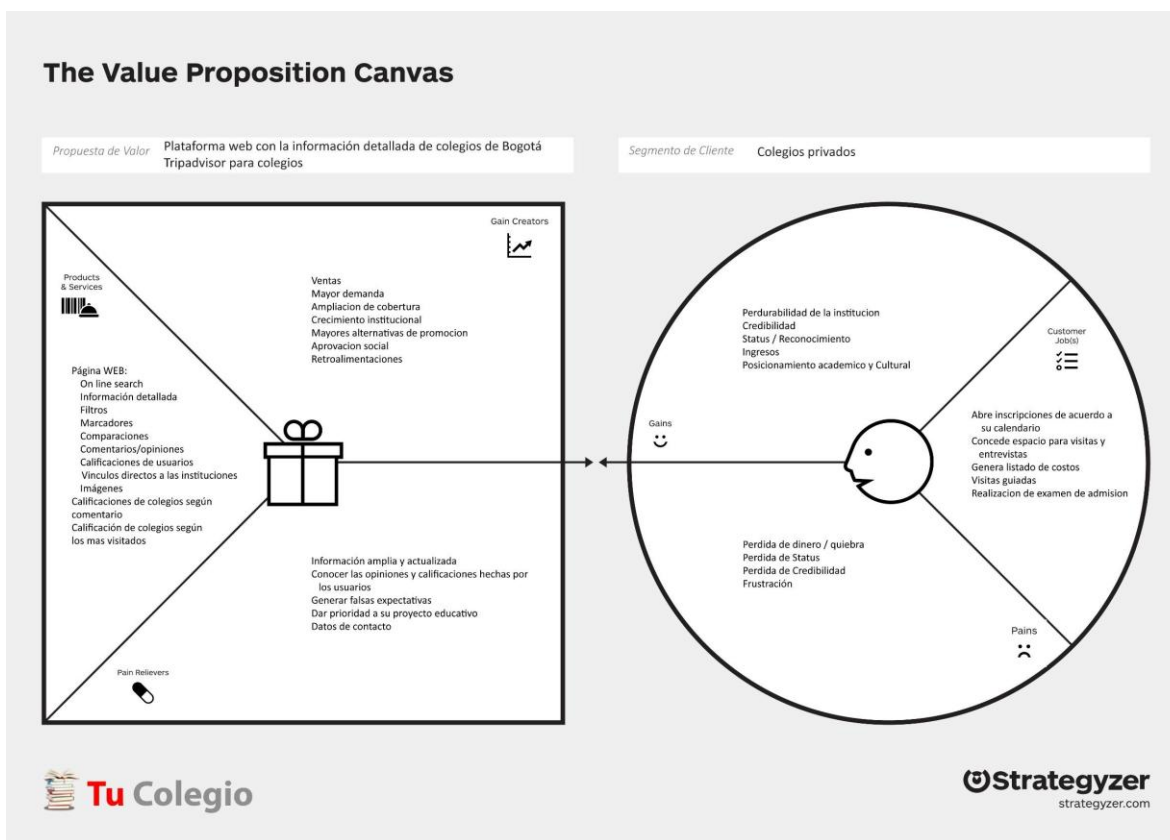 The Value Proposition Canvas
Propuesta de Valor
Plataforma web con la información detallada de colegios de Bogotá
Tripadvisor para colegios
Segmento de Cliente
Colegios privados
Gain Creators
Products
& Services
Ventas
Mayor demanda
Ampliacion de cobertura
Crecimiento institucional
Mayores alternativas de promocion
Aprovacion social
Retroalimentaciones
Página WEB:
On line search
Información detallada
Filtros
Marcadores
Comparaciones
Comentarios/opiniones
Calificaciones de usuarios
Vinculos directos a las instituciones
Imágenes
Calificaciones de colegios según
comentario
Calificación de colegios según
los mas visitados
Información amplia y actualizada
Conocer las opiniones y calificaciones hechas por
los usuarios
Generar falsas expectativas
Dar prioridad a su proyecto educativo
Datos de contacto
Pain Relievers
Perdurabilidad de la institucion
Credibilidad
Status / Reconocimiento
Ingresos
Posicionamiento academico y Cultural
Customer
Job(s)
Gains
Abre inscripciones de acuerdo a
su calendario
Concede espacio para visitas y
entrevistas
Genera listado de costos
Visitas guiadas
Realizacion de examen de admision
Perdida de dinero / quiebra
Perdida de Status
Perdida de Credibilidad
Frustración
Pains
Tu Colegio
Strategyzer
strategyzer.com